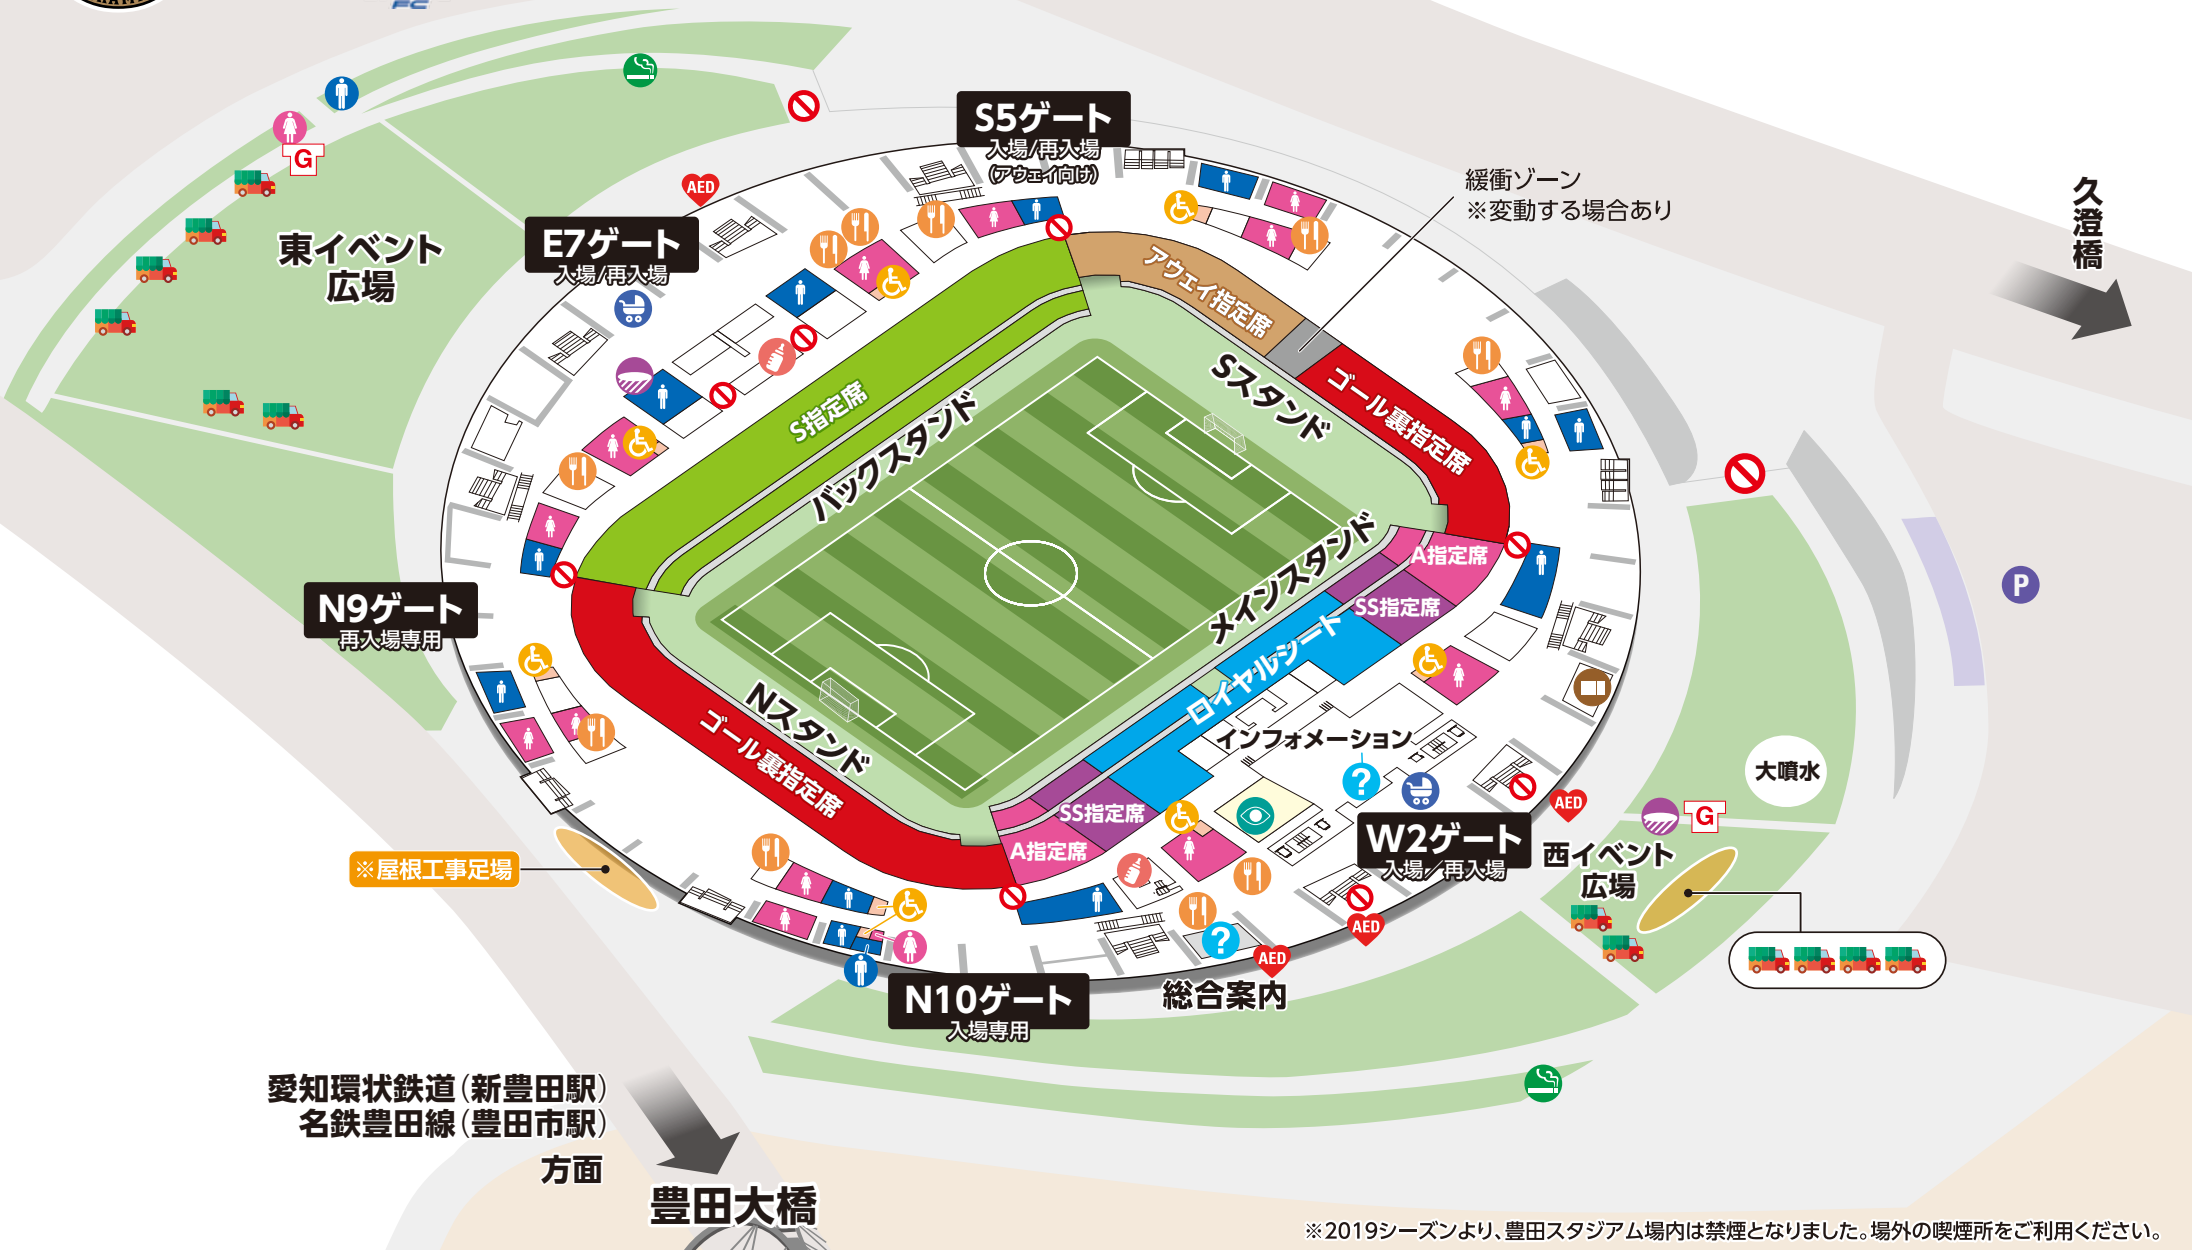 FC
S5ゲート
入場/再入場
(アウェイ向け)
緩衝ゾーン
※変動する場合あり
久澄橋
G
AED
E7ゲート
入場/再入場
東イベント
広場
アウェイ指定席
Sスタンド
ゴール裏指定席
S指定席
バックスタンド
メインスタンド
A指定席
SS指定席
P
N9ゲート
再入場専用
ロイヤルシート
Nスタンド
ゴール裏指定席
インフォメーション
?
大噴水
AED
G
SS指定席
A指定席
W2ゲート
入場／再入場
西イベント
広場
※屋根工事足場
AED
?
AED
総合案内
N10ゲート
入場専用
愛知環状鉄道(新豊田駅)
名鉄豊田線(豊田市駅)
方面
豊田大橋
※2019シーズンより、豊田スタジアム場内は禁煙となりました。場外の喫煙所をご利用ください。